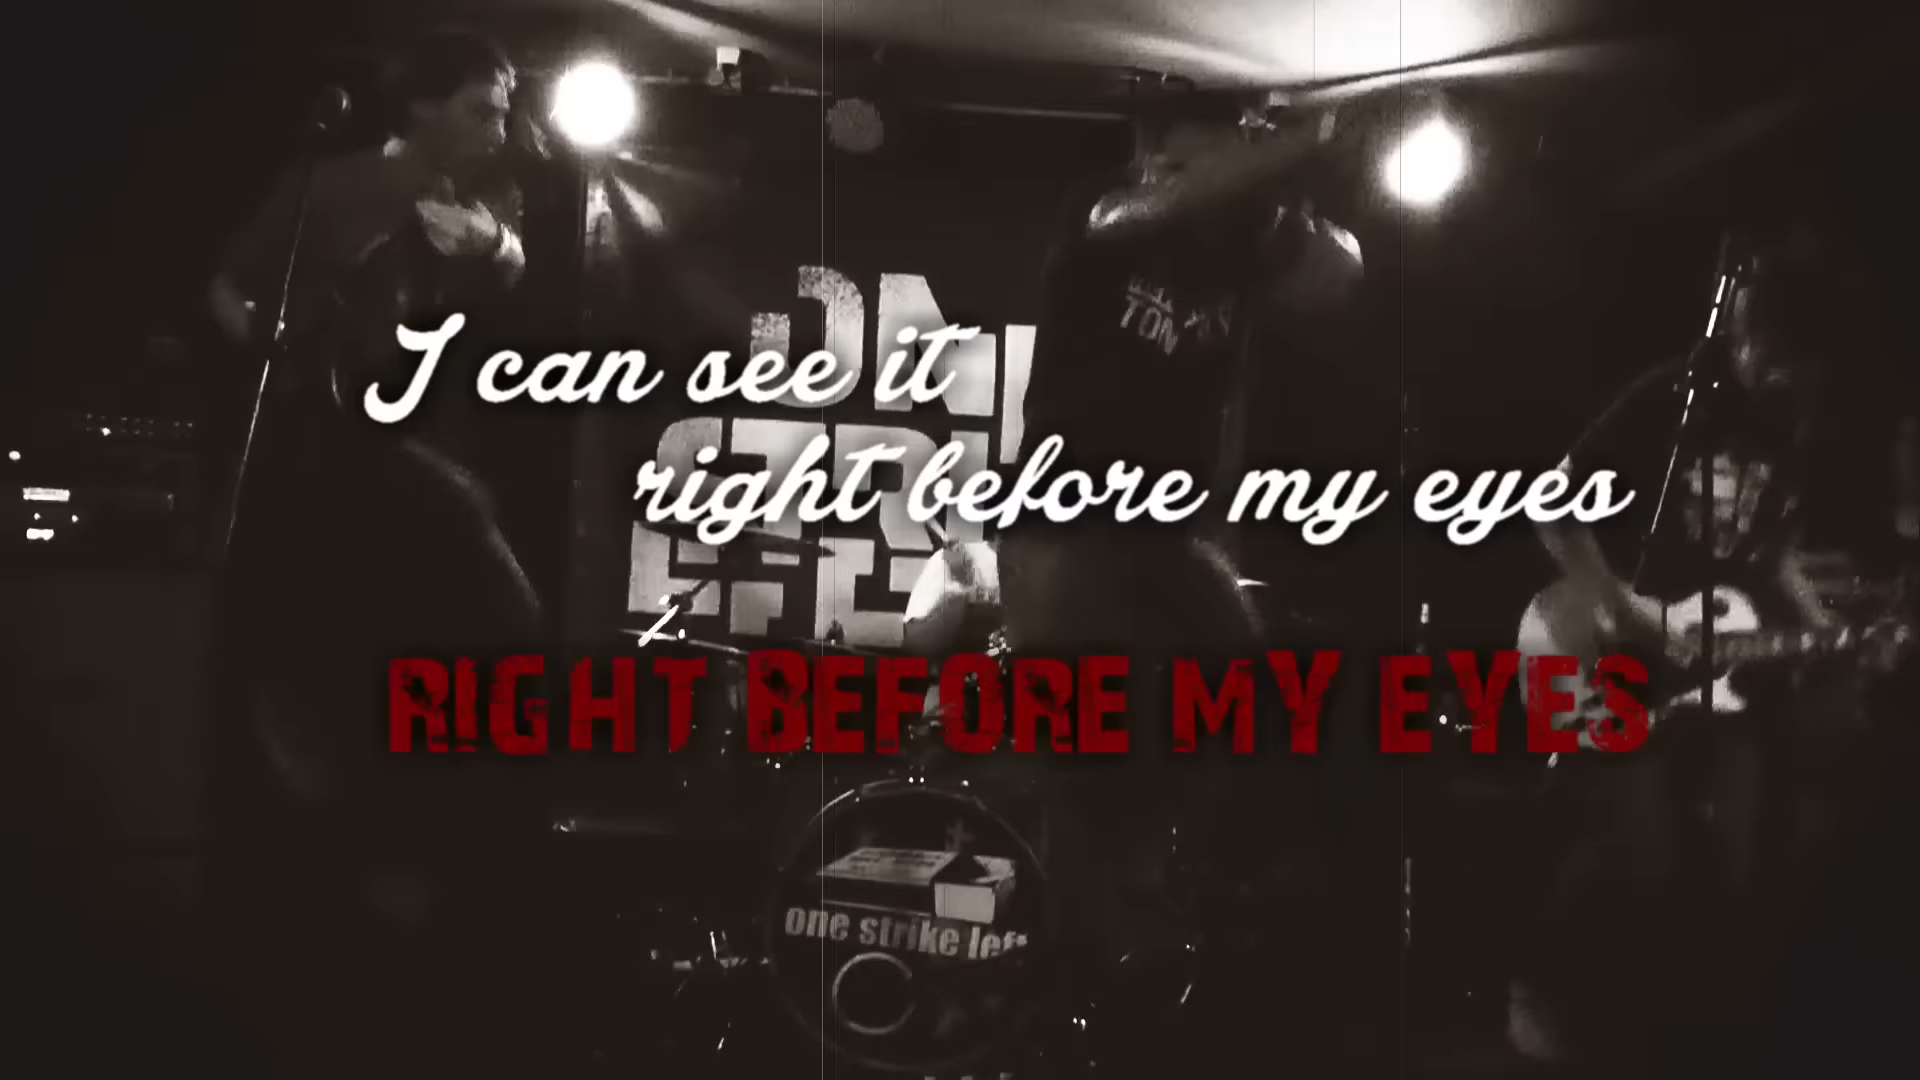 I can see it
right before my eyes
RIGHT BEFORE MY EYES
one strike left